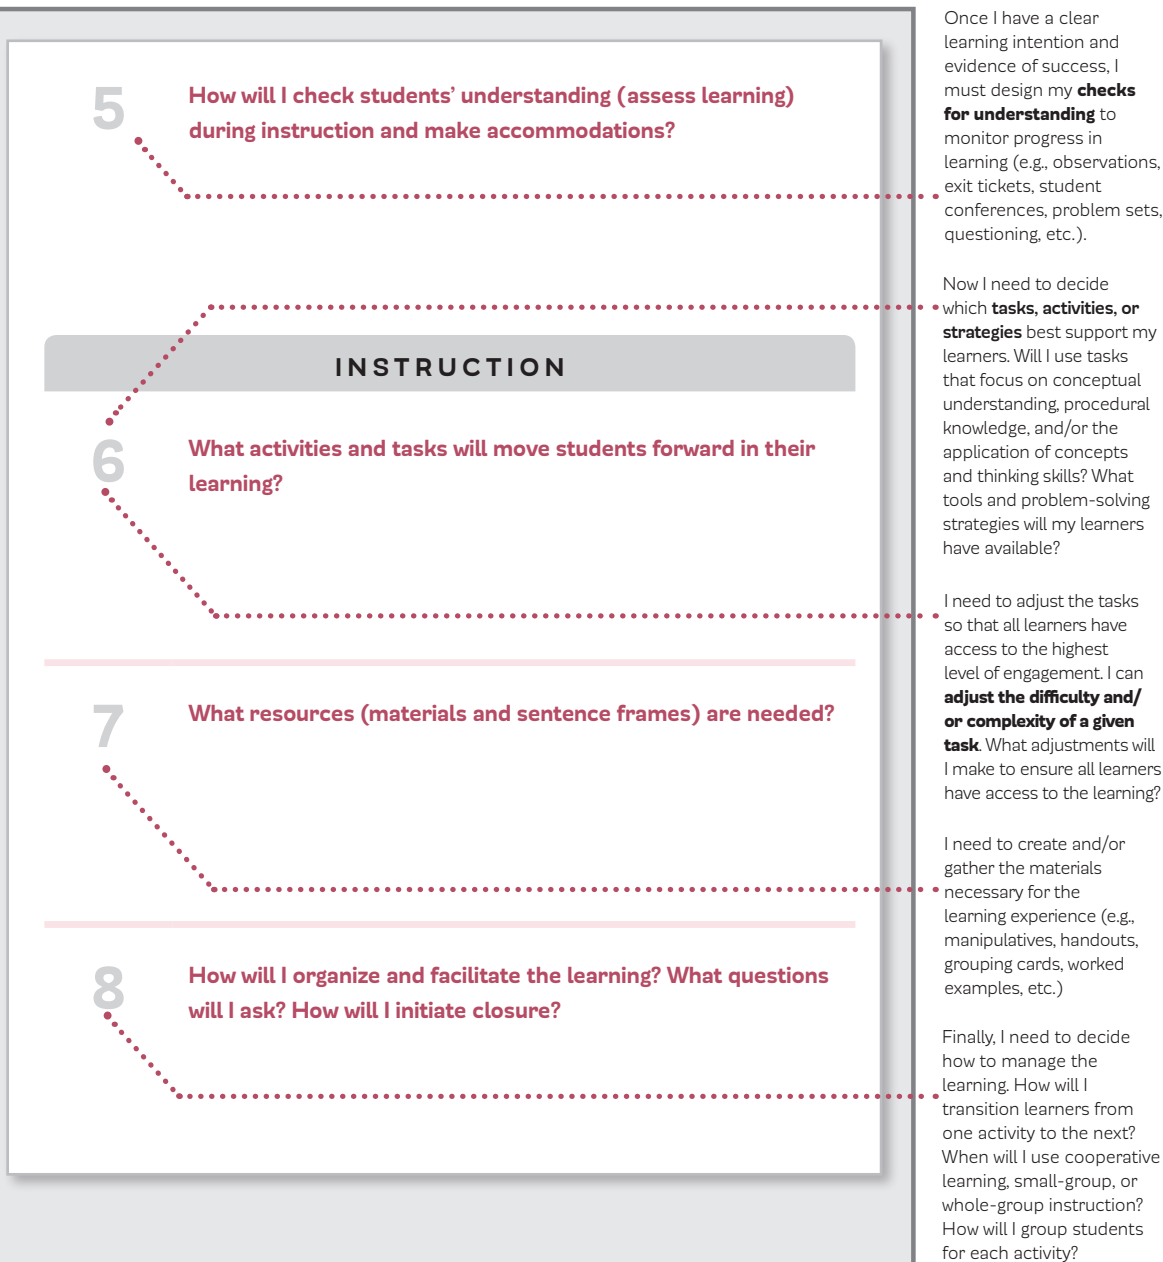 5
How will I check students’ understanding (assess learning)
during instruction and make accommodations?
INSTRUCTION
6
What activities and tasks will move students forward in their
learning?
7
What resources (materials and sentence frames) are needed?
8
How will I organize and facilitate the learning? What questions
will I ask? How will I initiate closure?
Once I have a clear
learning intention and
evidence of success, I
must design my checks
for understanding to
monitor progress in
learning (e.g., observations,
exit tickets, student
conferences, problem sets,
questioning, etc.).
Now I need to decide
which tasks, activities, or
strategies best support my
learners. Will I use tasks
that focus on conceptual
understanding, procedural
knowledge, and/or the
application of concepts
and thinking skills? What
tools and problem-solving
strategies will my learners
have available?
I need to adjust the tasks
so that all learners have
access to the highest
level of engagement. I can
adjust the difficulty and/
or complexity of a given
task. What adjustments will
I make to ensure all learners
have access to the learning?
I need to create and/or
gather the materials
necessary for the
learning experience (e.g.,
manipulatives, handouts,
grouping cards, worked
examples, etc.)
Finally, I need to decide
how to manage the
learning. How will I
transition learners from
one activity to the next?
When will I use cooperative
learning, small-group, or
whole-group instruction?
How will I group students
for each activity?